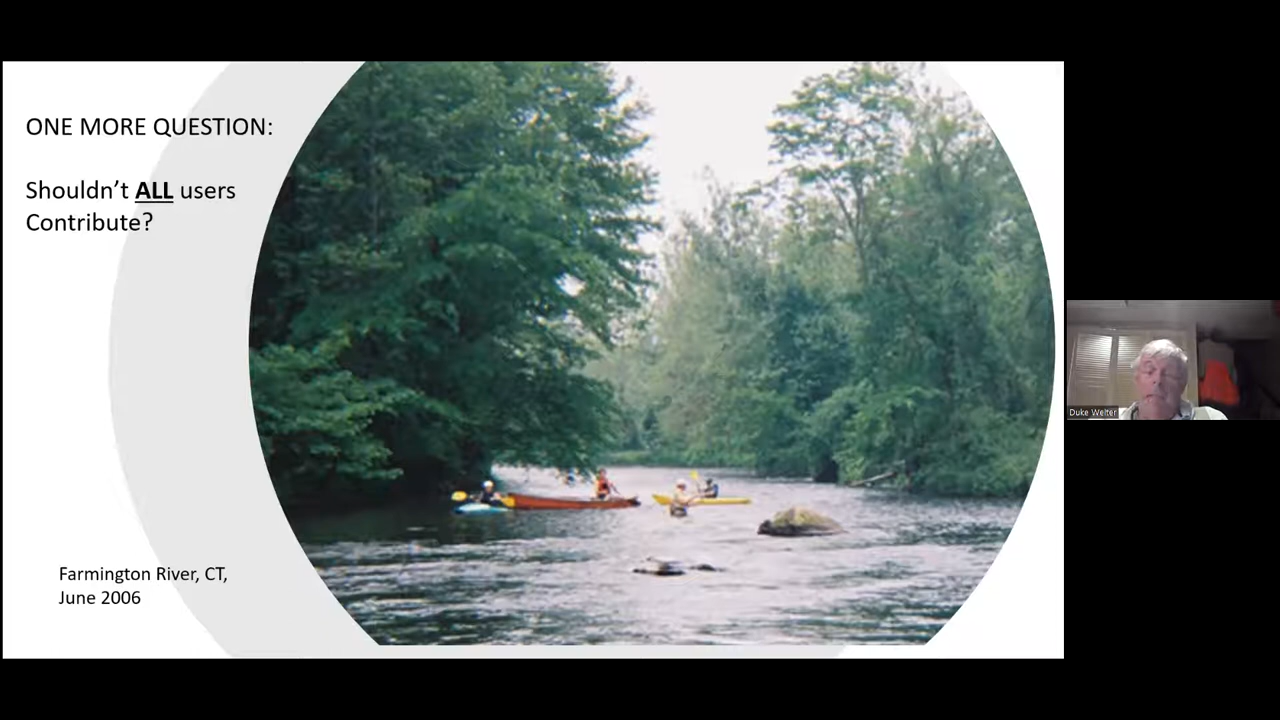 ONE MORE QUESTION:
Shouldn’t ALL users
Contribute?
Farmington River, CT,
June 2006
Duke Welter